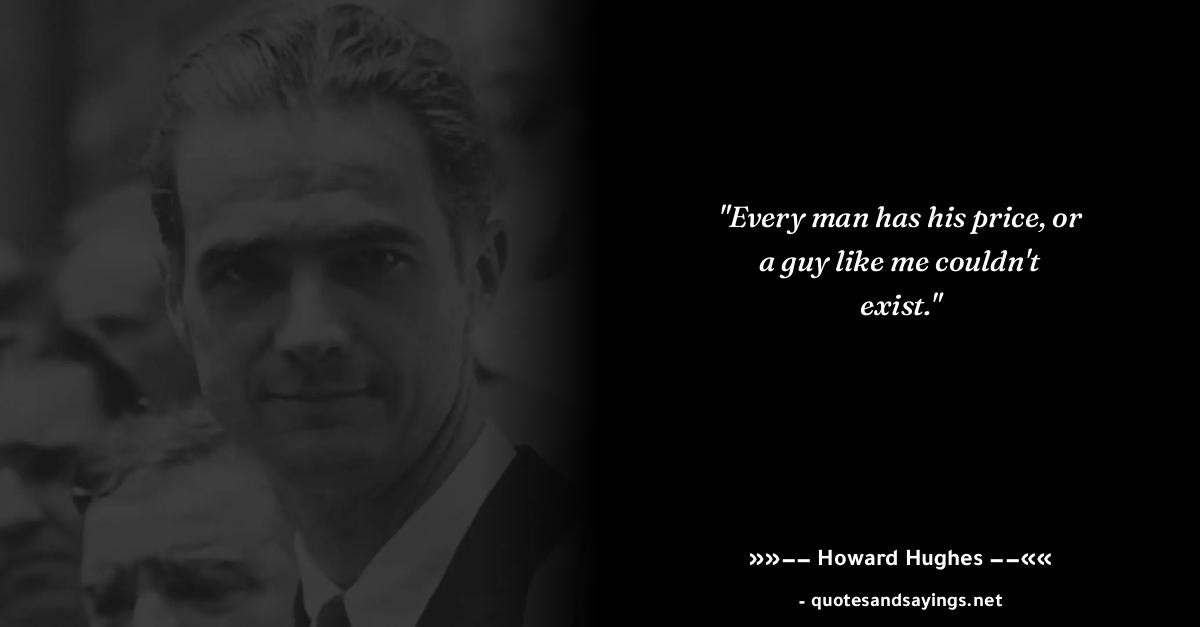 "Every man has his price, or
a guy like me couldn't
exist."
»»–– Howard Hughes ––««
- quotesandsayings.net